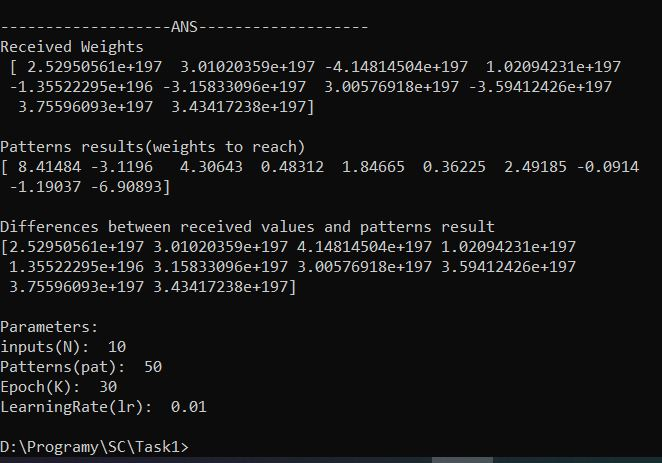 -------------------ANS-------------------
Received Weights
[ 2.52950561e+197 3.01020359e+197 -4.14814504e+197 1.02094231e+197
-1.35522295e+196 -3.15833096e+197 3.00576918e+197 -3.59412426e+197
3.75596093e+197 3.43417238e+197]
Patterns results(weights to reach)
[ 8.41484 -3.1196 4.30643 0.48312 1.84665 0.36225 2.49185 -0.0914
-1.19037 -6.90893]
Differences between received values and patterns result
[2.52950561e+197 3.01020359e+197 4.14814504e+197 1.02094231e+197
1.35522295e+196 3.15833096e+197 3.00576918e+197 3.59412426e+197
3.75596093e+197 3.43417238e+197]
Parameters:
inputs(N): 10
Patterns(pat): 50
Epoch(K): 30
LearningRate(lr): 0.01
D:\Programy\SC\Task1>